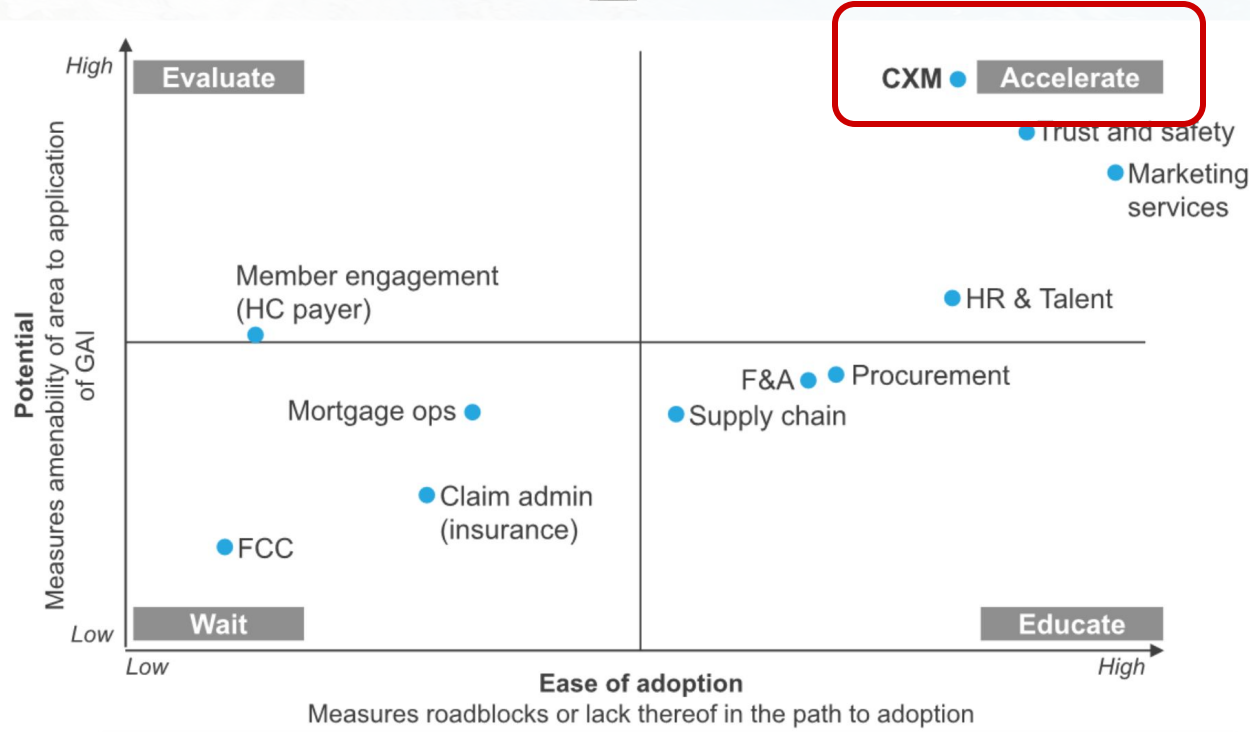 High
Evaluate
CXM
Accelerate
Trust and safety
Marketing
services
Member engagement
(HC payer)
HR & Talent
Potential
Measures amenability of area to application
of GAI
F&A
Procurement
Mortgage ops
Supply chain
Claim admin
(insurance)
FCC
Wait
Educate
Low
Low
High
Ease of adoption
Measures roadblocks or lack thereof in the path to adoption